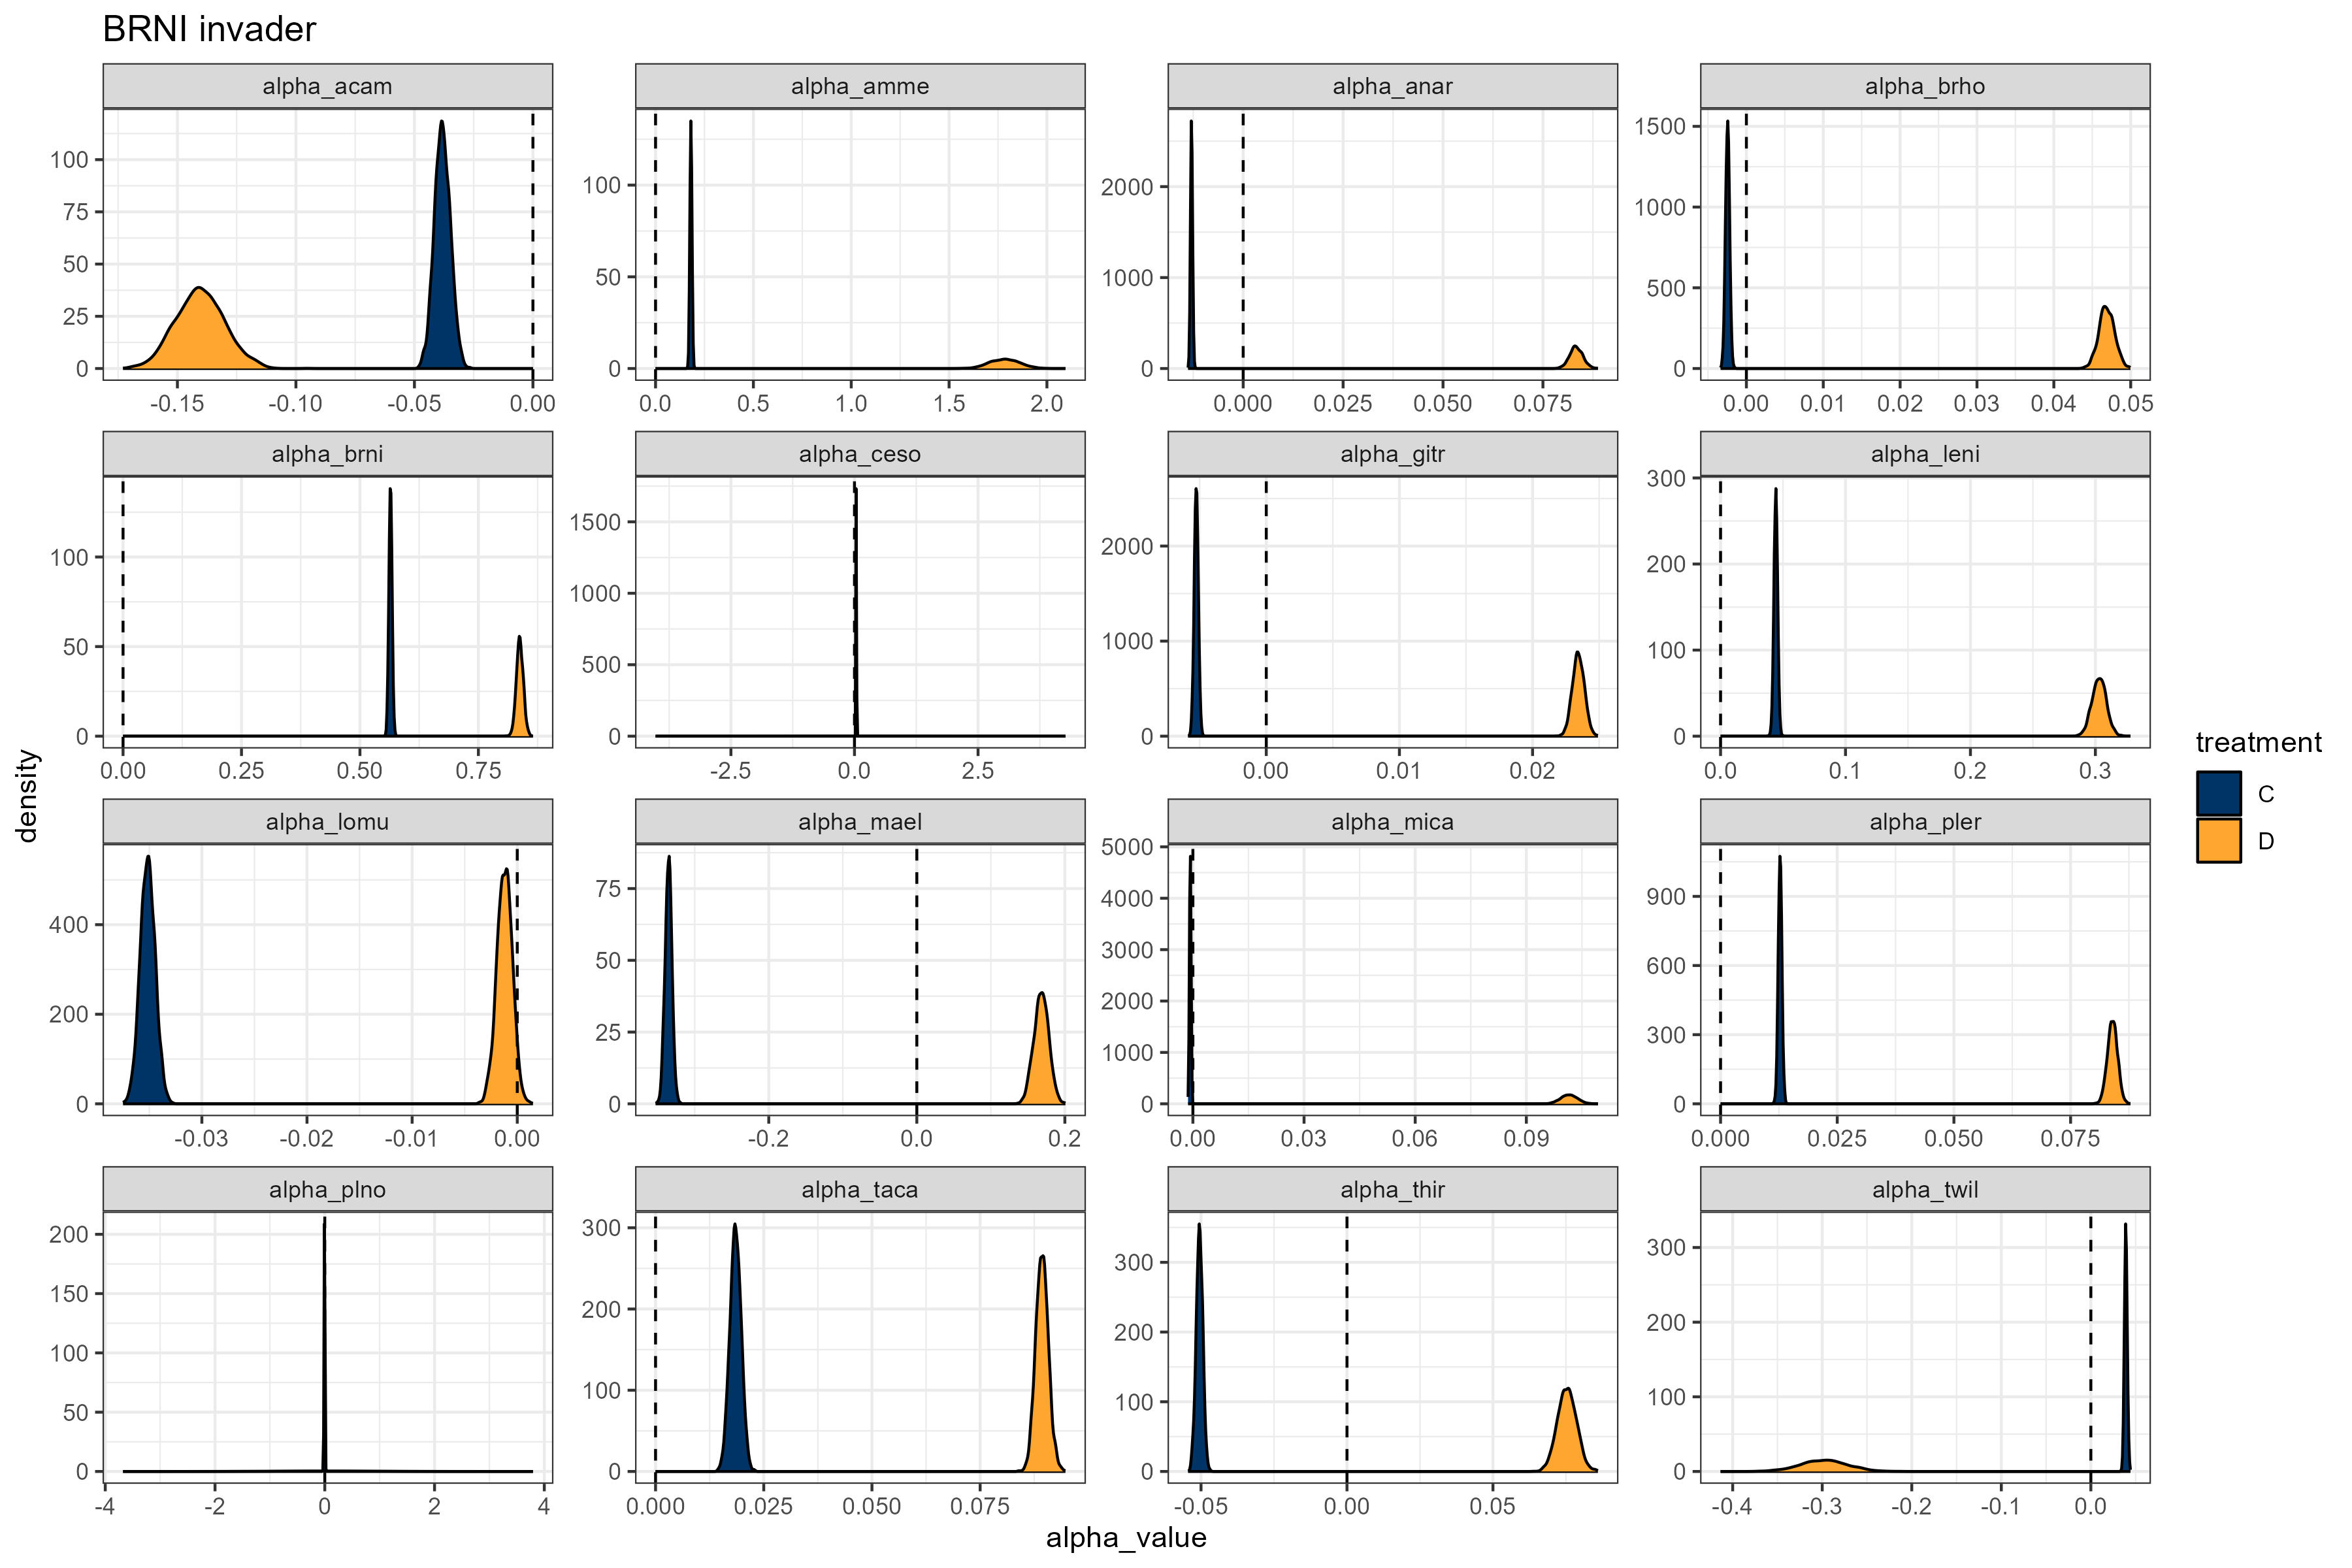 BRNI invader
alpha_acam alpha_amme alpha_anar alpha_brho
100 75 50 25 0
-0.15 -0.10 -0.05 0.00
100 50 0
0.0 0.5 1.0 1.5 2.0
2000 1000 0
0.000 0.025 0.050 0.075
1500 1000 500 0
0.00 0.01 0.02 0.03 0.04 0.05
alpha_brni alpha_ceso alpha_gitr alpha_leni
100 50 0
0.00 0.25 0.50 0.75
1500 1000 500 0
-2.5 0.0 2.5
2000 1000 0
0.00 0.01 0.02
300 200 100 0
0.0 0.1 0.2 0.3
alpha_lomu alpha_mael alpha_mica alpha_pler
400 200 0
-0.03 -0.02 -0.01 0.00
75 50 25 0
-0.2 0.0 0.2
5000 4000 3000 2000 1000 0
0.00 0.03 0.06 0.09
900 600 300 0
0.000 0.025 0.050 0.075
alpha_plno alpha_taca alpha_thir alpha_twil
200 150 100 50 0
-4 -2 0 2 4
300 200 100 0
0.000 0.025 0.050 0.075
300 200 100 0
-0.05 0.00 0.05
300 200 100 0
-0.4 -0.3 -0.2 -0.1 0.0
density
alpha_value
treatment
C
D